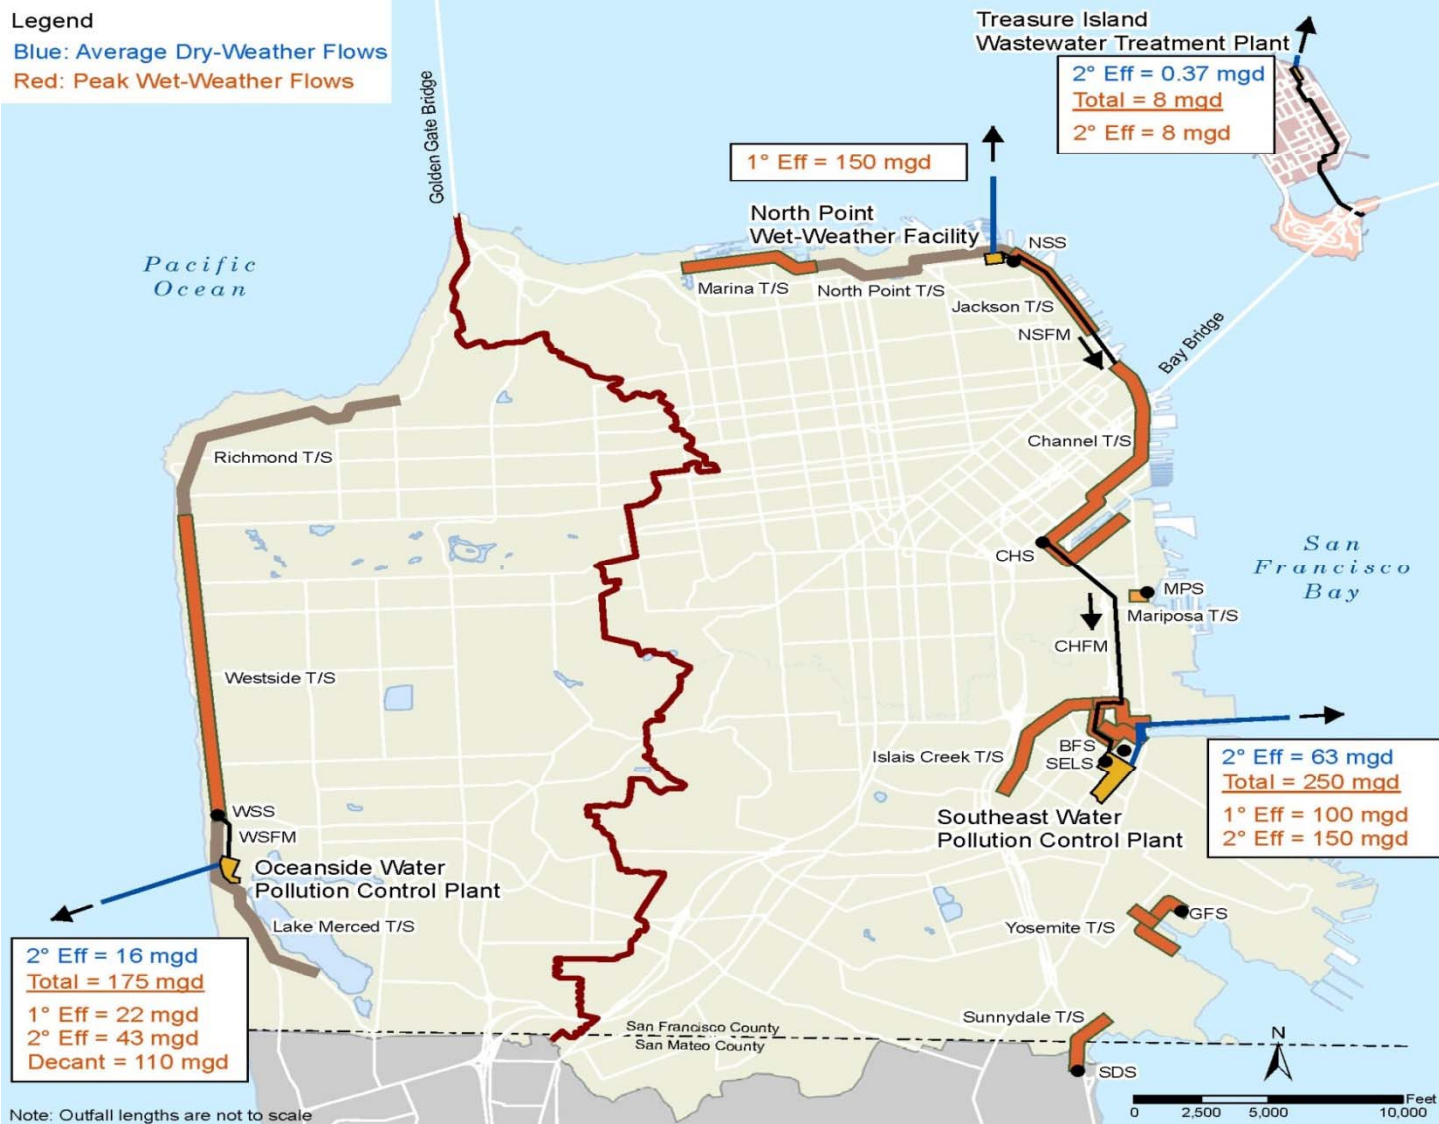 Legend
Blue: Average Dry-Weather Flows
Red: Peak Wet-Weather Flows
Golden Gate Bridge
Treasure Island
Wastewater Treatment Plant
2° Eff = 0.37 mgd
Total = 8 mgd
2° Eff = 8 mgd
1° Eff = 150 mgd
North Point
Wet-Weather Facility
NSS
Pacific
Ocean
Marina T/S
North Point T/S
Jackson T/S
NSFM
Bay Bridge
Channel T/S
Richmond T/S
CHS
San
Francisco
Bay
MPS
Mariposa T/S
CHFM
Westside T/S
BFS
SELS
Islais Creek T/S
2° Eff = 63 mgd
Total = 250 mgd
1° Eff = 100 mgd
2° Eff = 150 mgd
Southeast Water
Pollution Control Plant
WSS
WSFM
Oceanside Water
Pollution Control Plant
Lake Merced T/S
2° Eff = 16 mgd
Total = 175 mgd
1° Eff = 22 mgd
2° Eff = 43 mgd
Decant = 110 mgd
Yosemite T/S
GFS
Sunnydale T/S
San Francisco County
San Mateo County
SDS
N
Feet
0 2,500 5,000 10,000
Note: Outfall lengths are not to scale